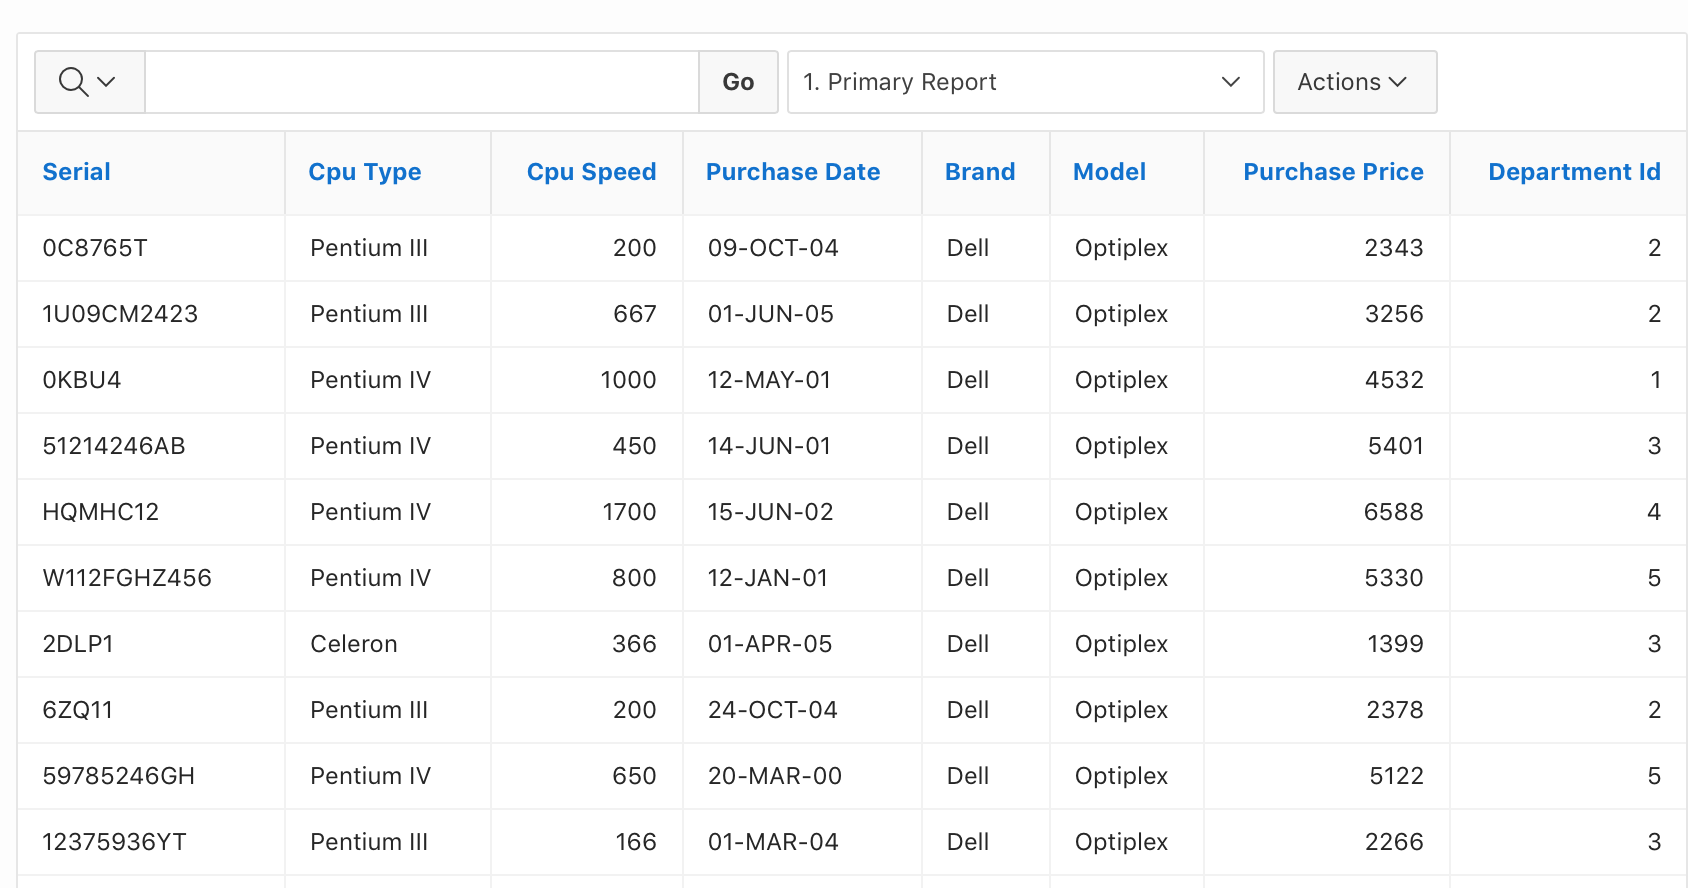 Go 1. Primary Report Actions
Serial Cpu Type Cpu Speed Purchase Date Brand Model Purchase Price Department Id
0C8765T Pentium III 200 09-OCT-04 Dell Optiplex 2343 2
1U09CM2423 Pentium III 667 01-JUN-05 Dell Optiplex 3256 2
0KBU4 Pentium IV 1000 12-MAY-01 Dell Optiplex 4532 1
51214246AB Pentium IV 450 14-JUN-01 Dell Optiplex 5401 3
HQMHC12 Pentium IV 1700 15-JUN-02 Dell Optiplex 6588 4
W112FGHZ456 Pentium IV 800 12-JAN-01 Dell Optiplex 5330 5
2DLP1 Celeron 366 01-APR-05 Dell Optiplex 1399 3
6ZQ11 Pentium III 200 24-OCT-04 Dell Optiplex 2378 2
59785246GH Pentium IV 650 20-MAR-00 Dell Optiplex 5122 5
12375936YT Pentium III 166 01-MAR-04 Dell Optiplex 2266 3